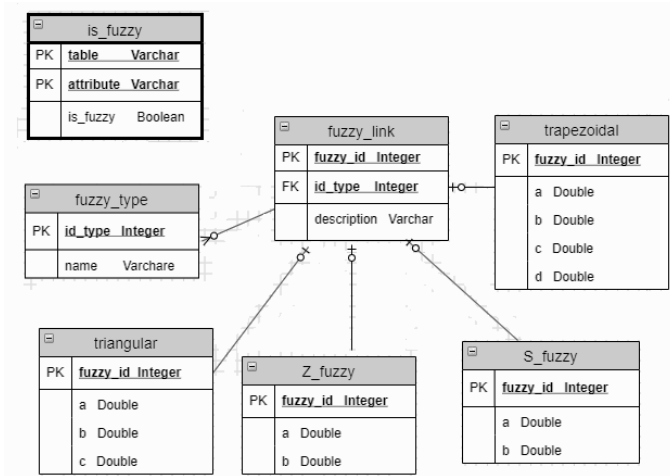 is_fuzzy
PK table Varchar
PK attribute Varchar
is_fuzzy Boolean
fuzzy_link
PK fuzzy_id Integer
FK id_type Integer
description Varchar
trapezoidal
PK fuzzy_id Integer
a Double
b Double
c Double
d Double
fuzzy_type
PK id_type Integer
name Varchare
triangular
PK fuzzy_id Integer
a Double
b Double
c Double
Z_fuzzy
PK fuzzy_id Integer
a Double
b Double
S_fuzzy
PK fuzzy_id Integer
a Double
b Double